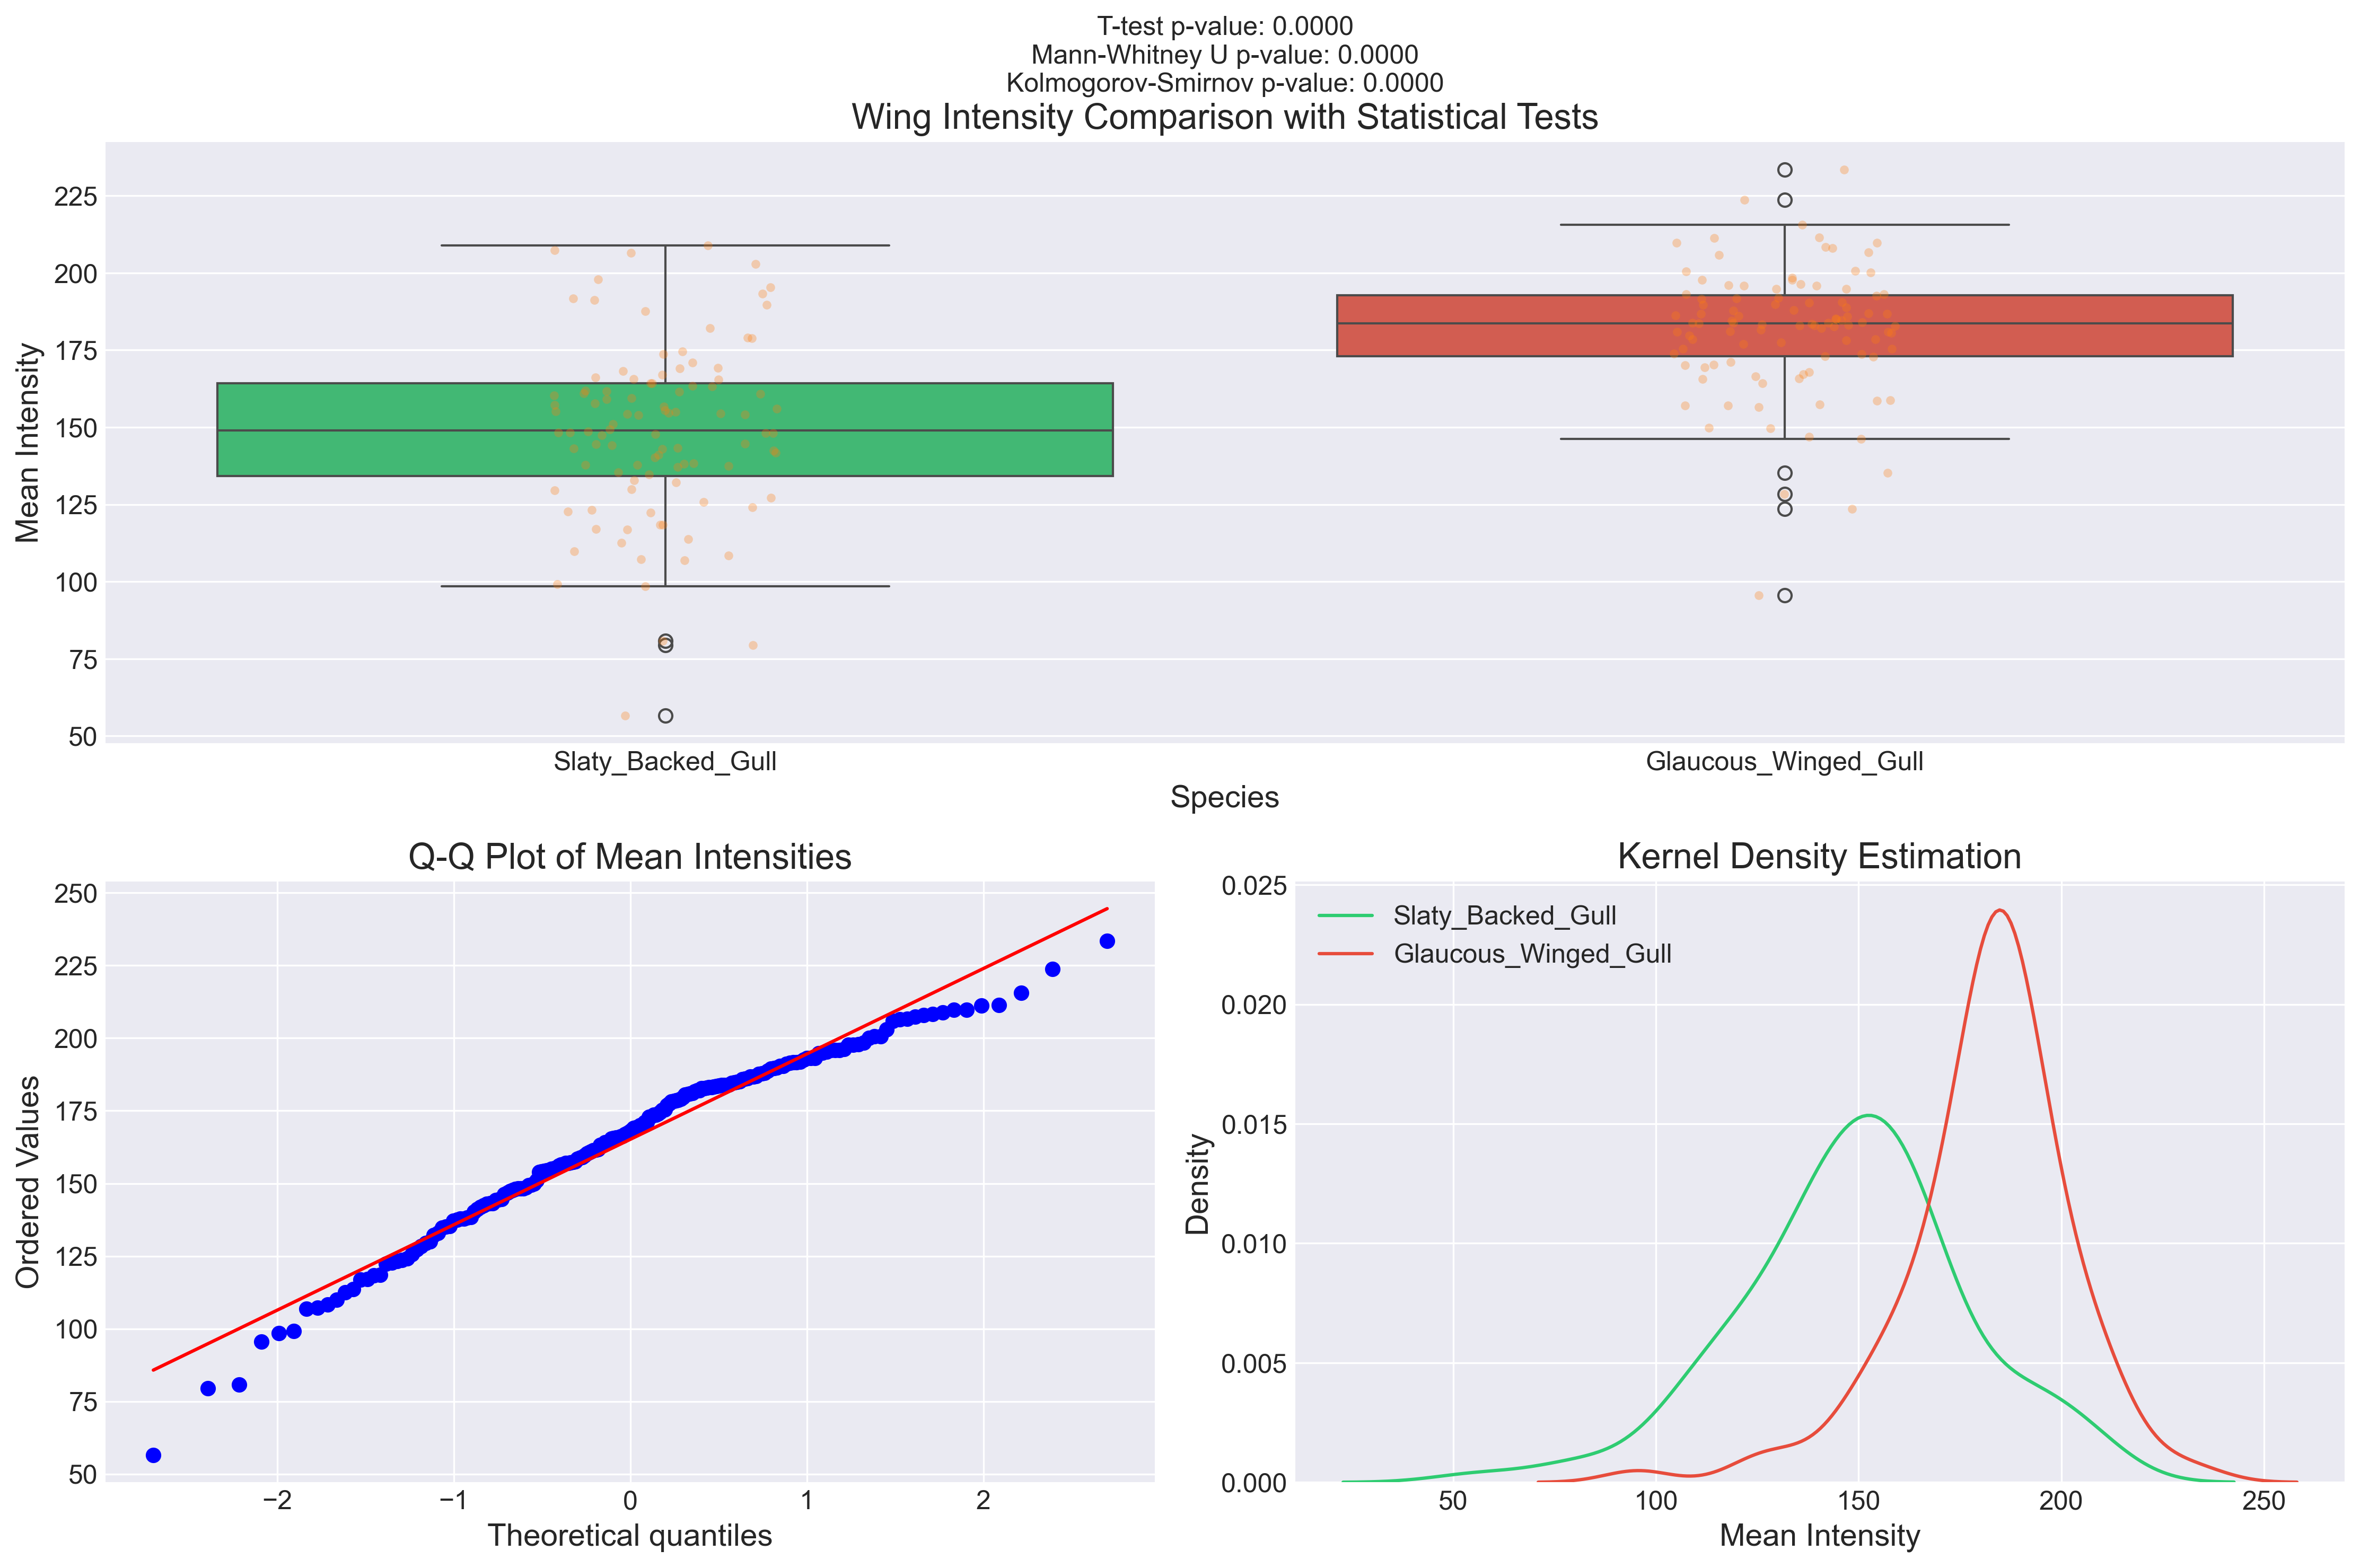 T-test p-value: 0.0000
Mann-Whitney U p-value: 0.0000
Kolmogorov-Smirnov p-value: 0.0000
Wing Intensity Comparison with Statistical Tests
225
200
175
150
125
100
75
50
Mean Intensity
Slaty_Backed_Gull
Glaucous_Winged_Gull
Species
Q-Q Plot of Mean Intensities
250
225
200
175
150
125
100
75
50
Ordered Values
−2
−1
0
1
2
Theoretical quantiles
Kernel Density Estimation
Slaty_Backed_Gull
Glaucous_Winged_Gull
0.025
0.020
0.015
0.010
0.005
0.000
Density
50
100
150
200
250
Mean Intensity